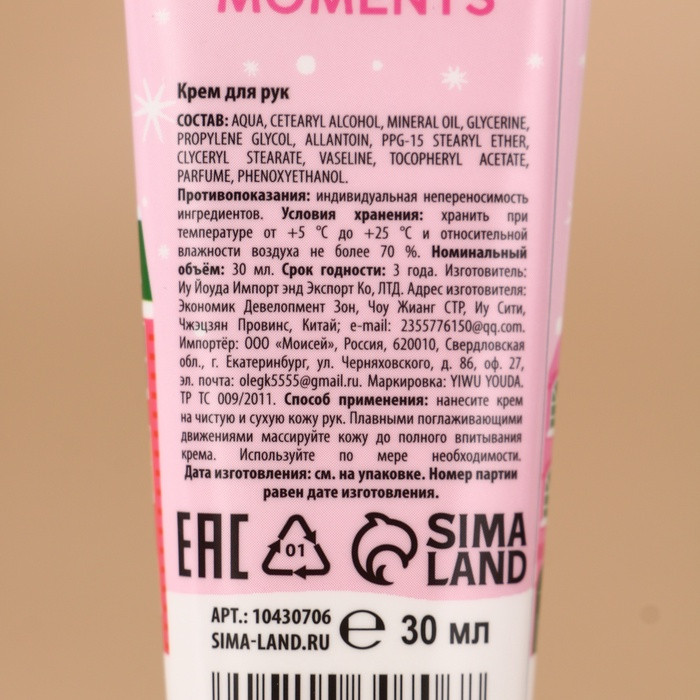 MOMENTS
Крем для рук
СОСТАВ: AQUA, CETEARYL ALCOHOL, MINERAL OIL, GLYCERINE,
PROPYLENE GLYCOL, ALLANTOIN, PPG-15 STEARYL ETHER,
CLYCERYL STEARATE, VASELINE, TOCOPHERYL ACETATE,
PARFUME, PHENOXYETHANOL.
Противопоказания: индивидуальная непереносимость
ингредиентов. Условия хранения: хранить при
температуре от +5 °С до +25 °С и относительной
влажности воздуха не более 70 %. Номинальный
объём: 30 мл. Срок годности: 3 года. Изготовитель:
Иу Йоуда Импорт энд Экспорт Ко, ЛТД. Адрес изготовителя:
Экономик Девелопмент Зон, Чоу Жианг СТР, Иу Сити,
Чжэцзян Провинс, Китай; e-mail: 2355776150@qq.com.
Импортёр: ООО «Моисей», Россия, 620010, Свердловская
обл., г. Екатеринбург, ул. Черняховского, д. 86, оф. 27,
эл. почта: olegk5555@gmail.ru. Маркировка: YIWU YOUDA.
ТР ТС 009/2011. Способ применения: нанесите крем
на чистую и сухую кожу рук. Плавными поглаживающими
движениями массируйте кожу до полного впитывания
крема. Используйте по мере необходимости.
Дата изготовления: см. на упаковке. Номер партии
равен дате изготовления.
EAC 01 SIMA
LAND
АРТ.: 10430706
SIMA-LAND.RU ℮ 30 мл